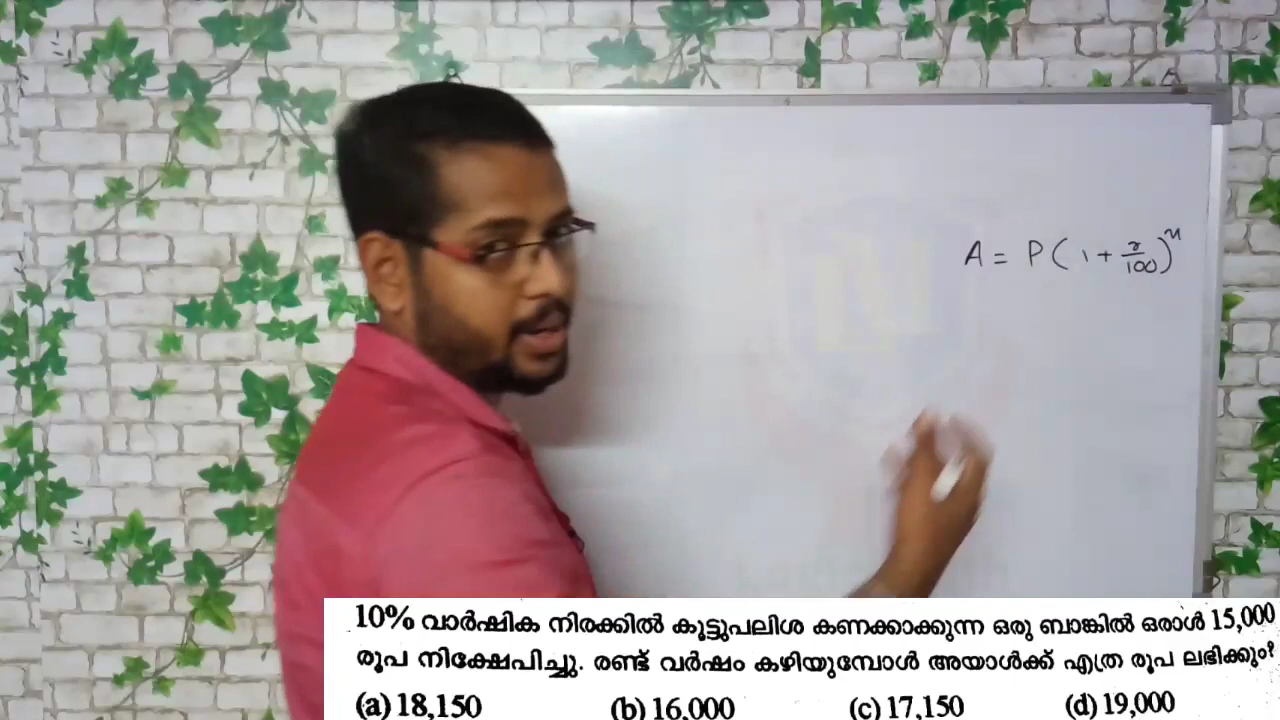 A = P ( 1 + r/100 )ⁿ
10% വാർഷിക നിരക്കിൽ കൂട്ടുപലിശ കണക്കാക്കുന്ന ഒരു ബാങ്കിൽ ഒരാൾ 15,000
രൂപ നിക്ഷേപിച്ചു. രണ്ട് വർഷം കഴിയുമ്പോൾ അയാൾക്ക് എത്ര രൂപ ലഭിക്കും?
(a) 18,150 (b) 16,000 (c) 17,150 (d) 19,000